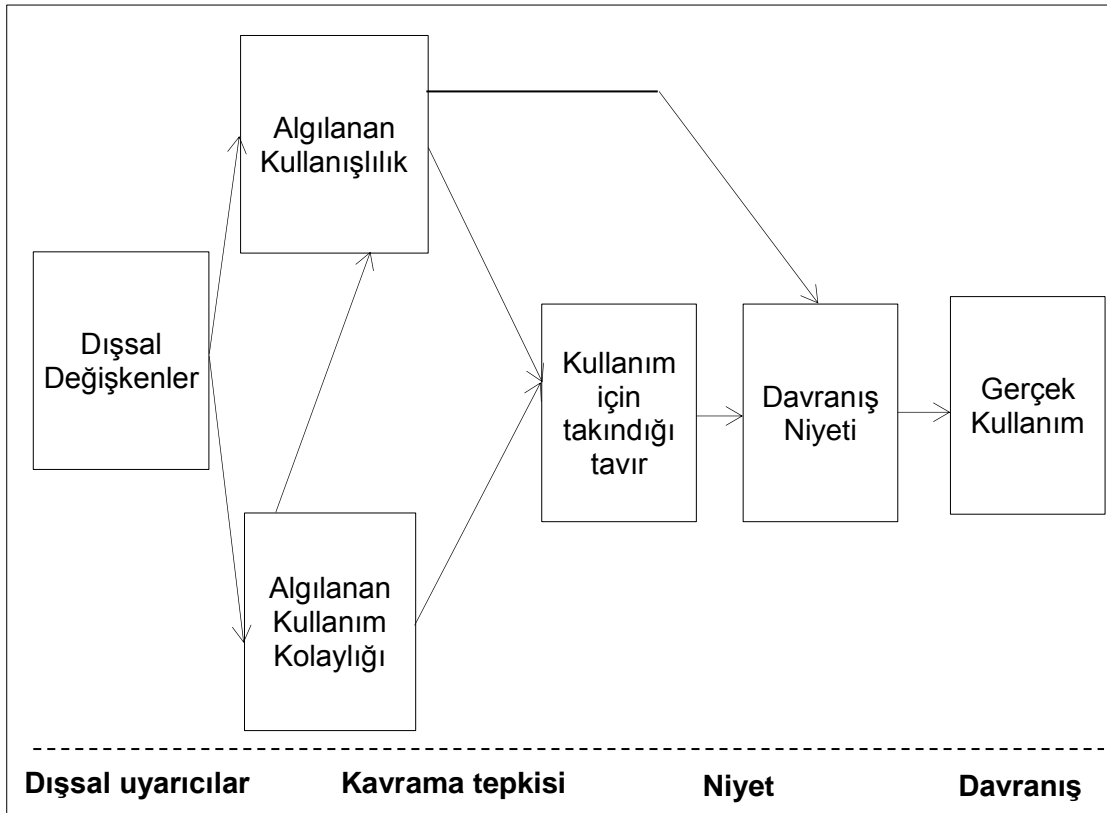 Algılanan
Kullanışlılık
Dışsal
Değişkenler
Kullanım
için
takındığı
tavır
Davranış
Niyeti
Gerçek
Kullanım
Algılanan
Kullanım
Kolaylığı
Dışsal uyarıcılar Kavrama tepkisi Niyet Davranış